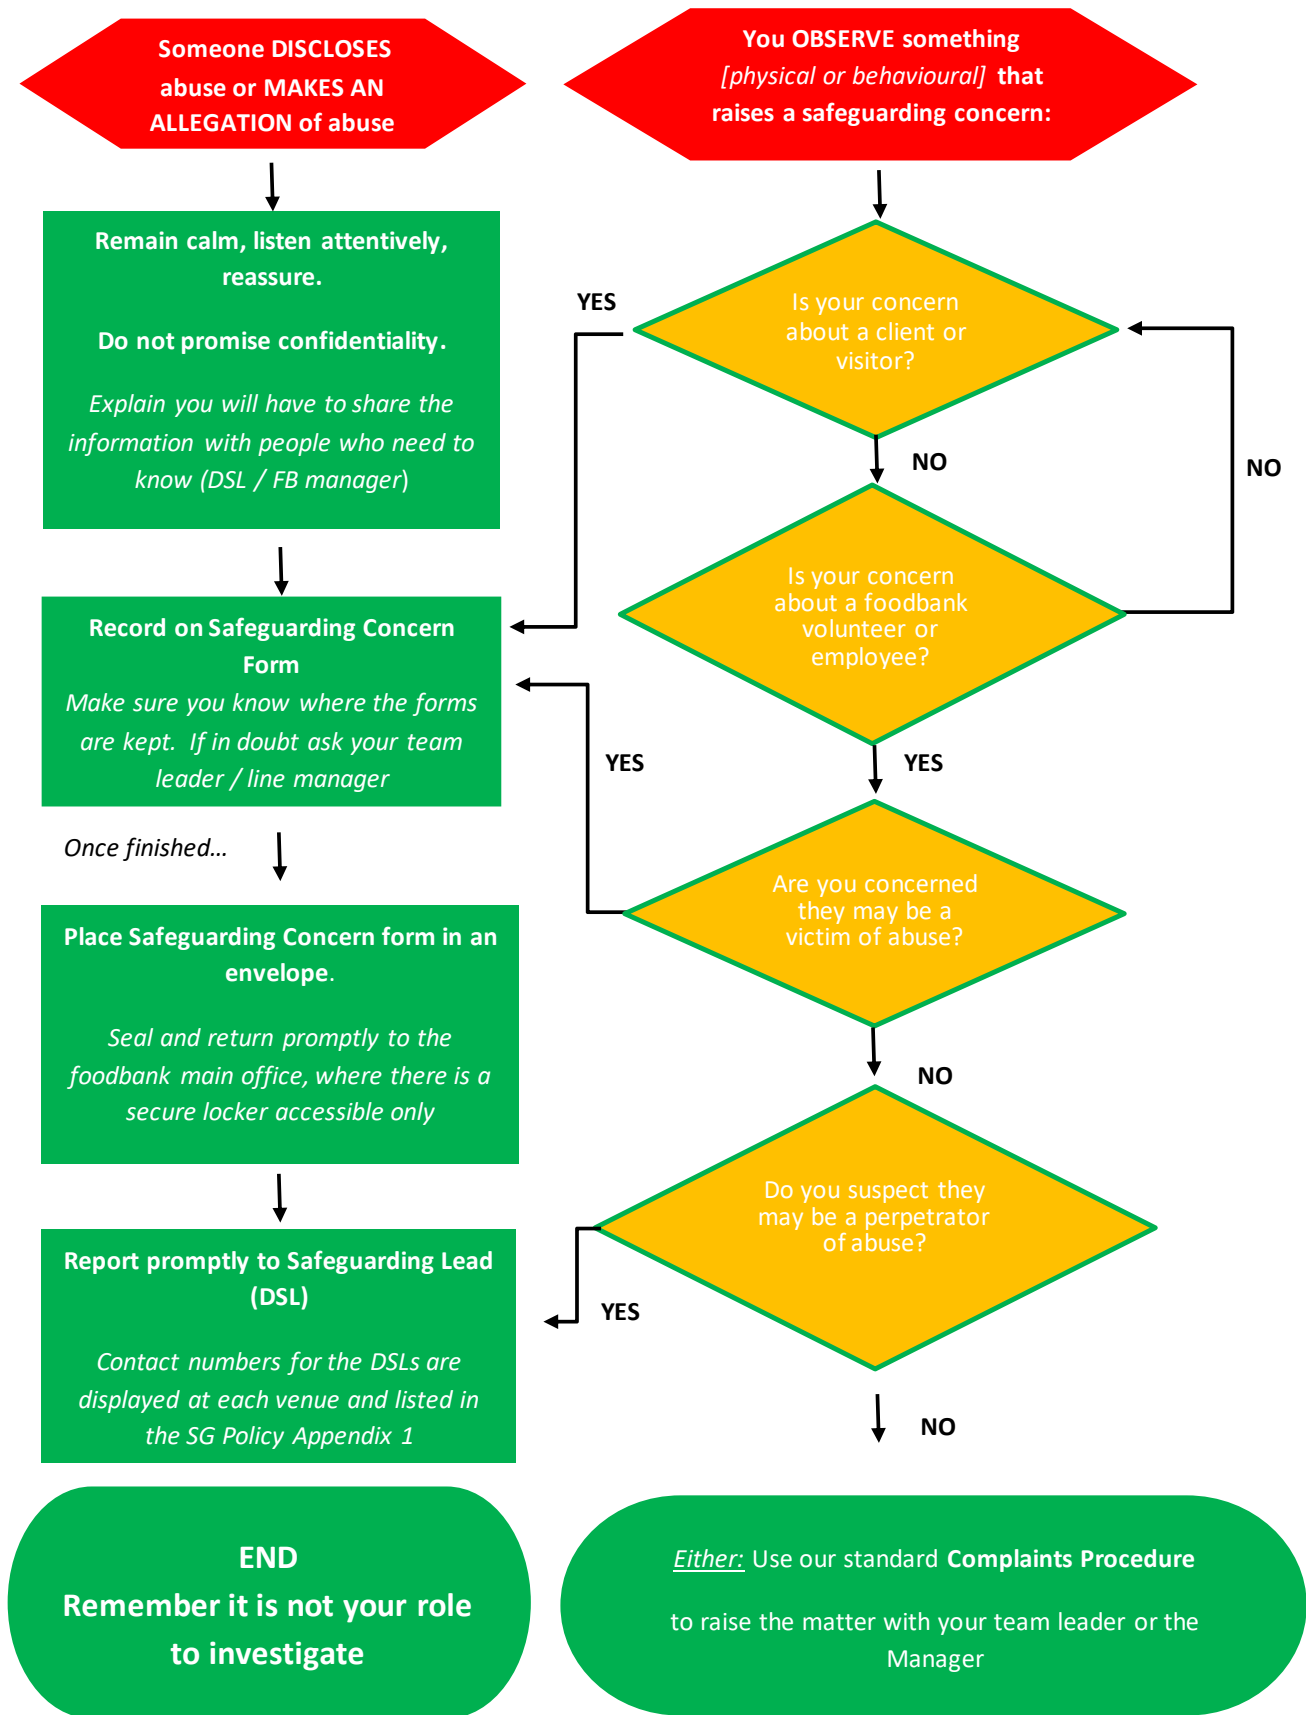 Someone DISCLOSES
abuse or MAKES AN
ALLEGATION of abuse
Remain calm, listen attentively,
reassure.
Do not promise confidentiality.
Explain you will have to share the
information with people who need to
know (DSL / FB manager)
Record on Safeguarding Concern
Form
Make sure you know where the forms
are kept. If in doubt ask your team
leader / line manager
Once finished…
Place Safeguarding Concern form in an
envelope.
Seal and return promptly to the
foodbank main office, where there is a
secure locker accessible only
Report promptly to Safeguarding Lead
(DSL)
Contact numbers for the DSLs are
displayed at each venue and listed in
the SG Policy Appendix 1
END
Remember it is not your role
to investigate
You OBSERVE something
[physical or behavioural] that
raises a safeguarding concern:
Is your concern
about a client or
visitor?
YES
NO
Is your concern
about a foodbank
volunteer or
employee?
NO
YES
Are you concerned
they may be a
victim of abuse?
YES
NO
Do you suspect they
may be a perpetrator
of abuse?
YES
NO
Either: Use our standard Complaints Procedure
to raise the matter with your team leader or the
Manager